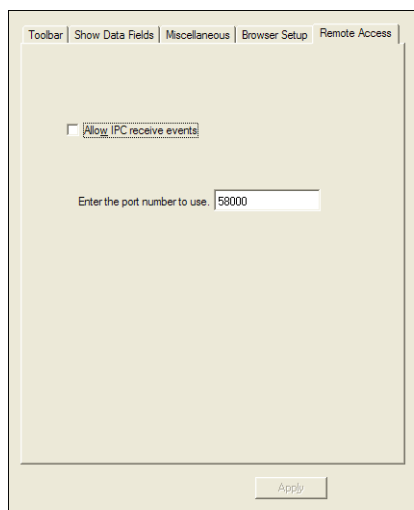 Toolbar Show Data Fields Miscellaneous Browser Setup Remote Access
Allow IPC receive events
Enter the port number to use. 58000
Apply